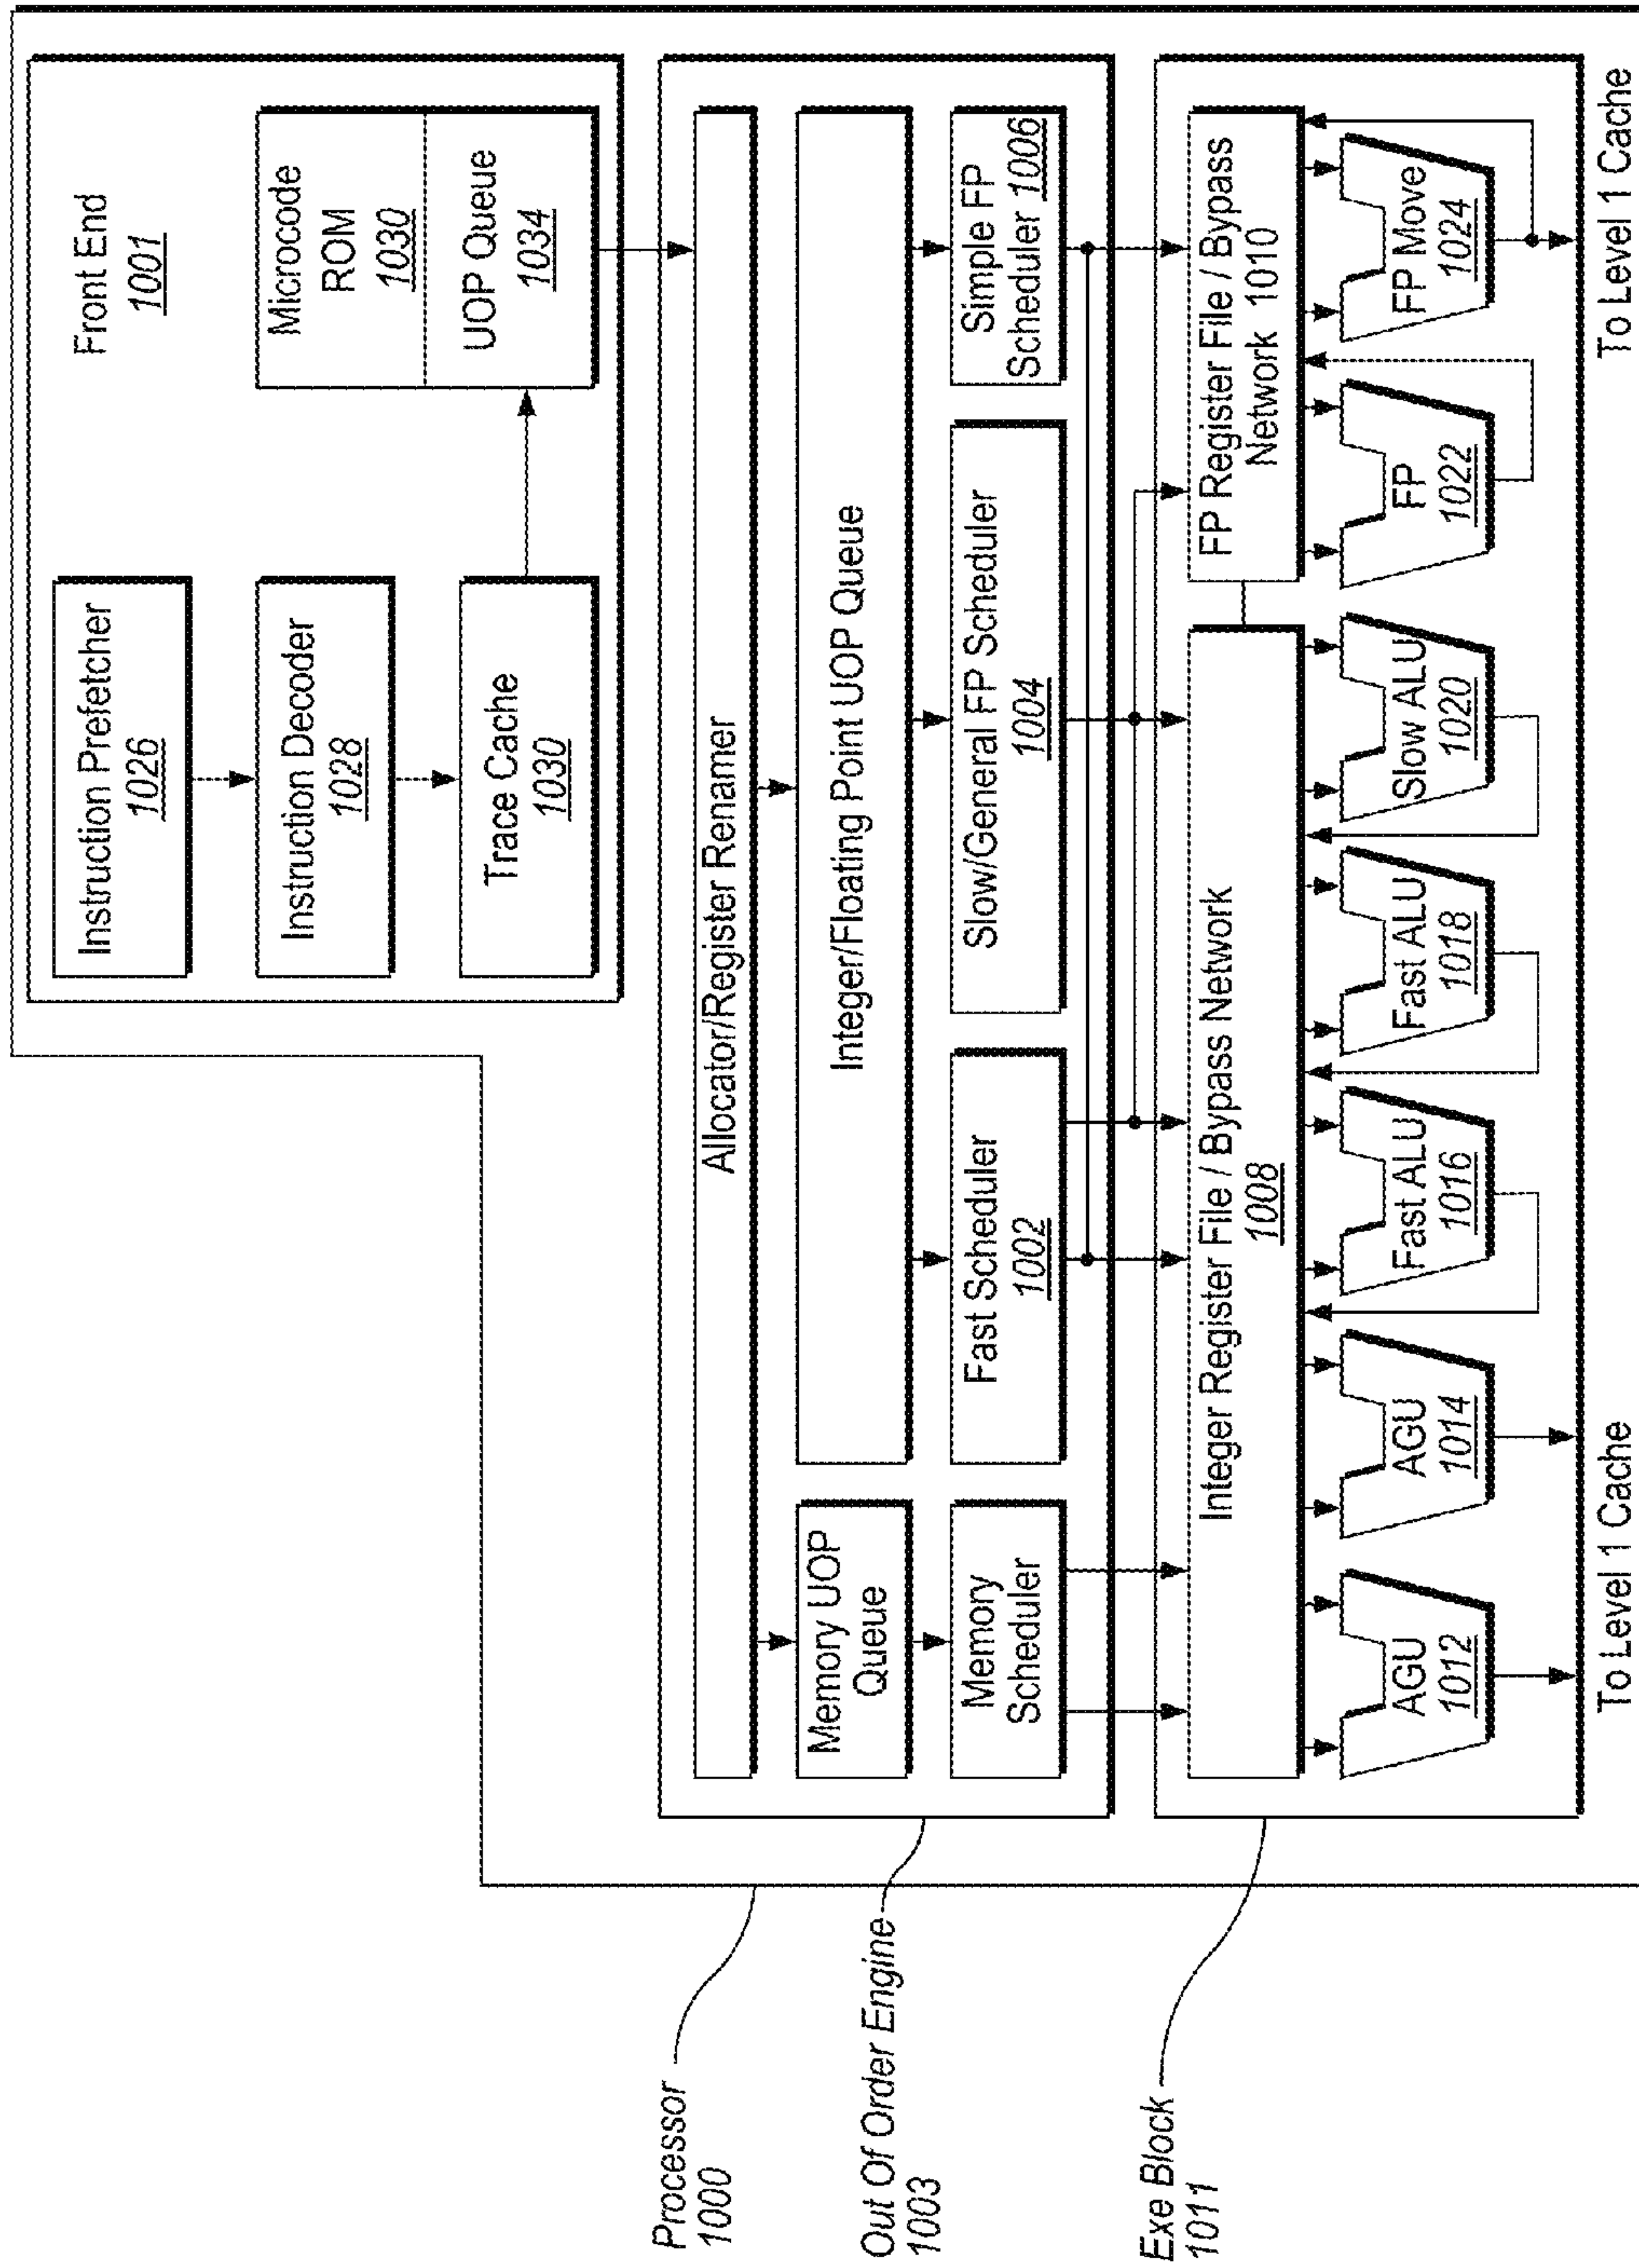 Processor
1000
Front End
1001
Instruction Prefetcher
1026
Instruction Decoder
1028
Trace Cache
1030
Microcode
ROM
1030
UOP Queue
1034
Out Of Order Engine
1003
Allocator/Register Renamer
Memory UOP
Queue
Integer/Floating Point UOP Queue
Memory
Scheduler
Fast Scheduler
1002
Slow/General FP Scheduler
1004
Simple FP
Scheduler 1006
Exe Block
1011
Integer Register File / Bypass Network
1008
FP Register File / Bypass
Network 1010
AGU
1012
AGU
1014
Fast ALU
1016
Fast ALU
1018
Slow ALU
1020
FP
1022
FP Move
1024
To Level 1 Cache
To Level 1 Cache